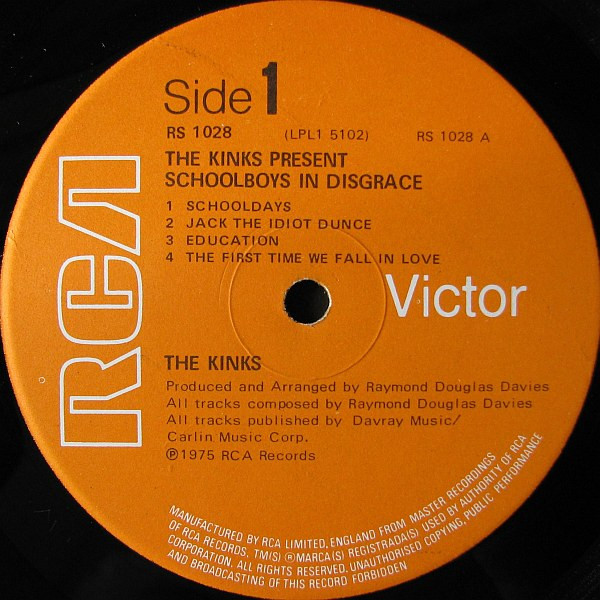 Side 1
RS 1028 (LPL1 5102) RS 1028 A
THE KINKS PRESENT
SCHOOLBOYS IN DISGRACE
1 SCHOOLDAYS
2 JACK THE IDIOT DUNCE
3 EDUCATION
4 THE FIRST TIME WE FALL IN LOVE
RCA
Victor
THE KINKS
Produced and Arranged by Raymond Douglas Davies
All tracks composed by Raymond Douglas Davies
All tracks published by Davray Music/
Carlin Music Corp.
℗1975 RCA Records
MANUFACTURED BY RCA LIMITED, ENGLAND FROM MASTER RECORDINGS
OF RCA RECORDS, TM(S) ® MARCA(S) REGISTRADA(S) USED BY AUTHORITY OF RCA
CORPORATION. ALL RIGHTS RESERVED. UNAUTHORISED COPYING, PUBLIC PERFORMANCE
AND BROADCASTING OF THIS RECORD FORBIDDEN